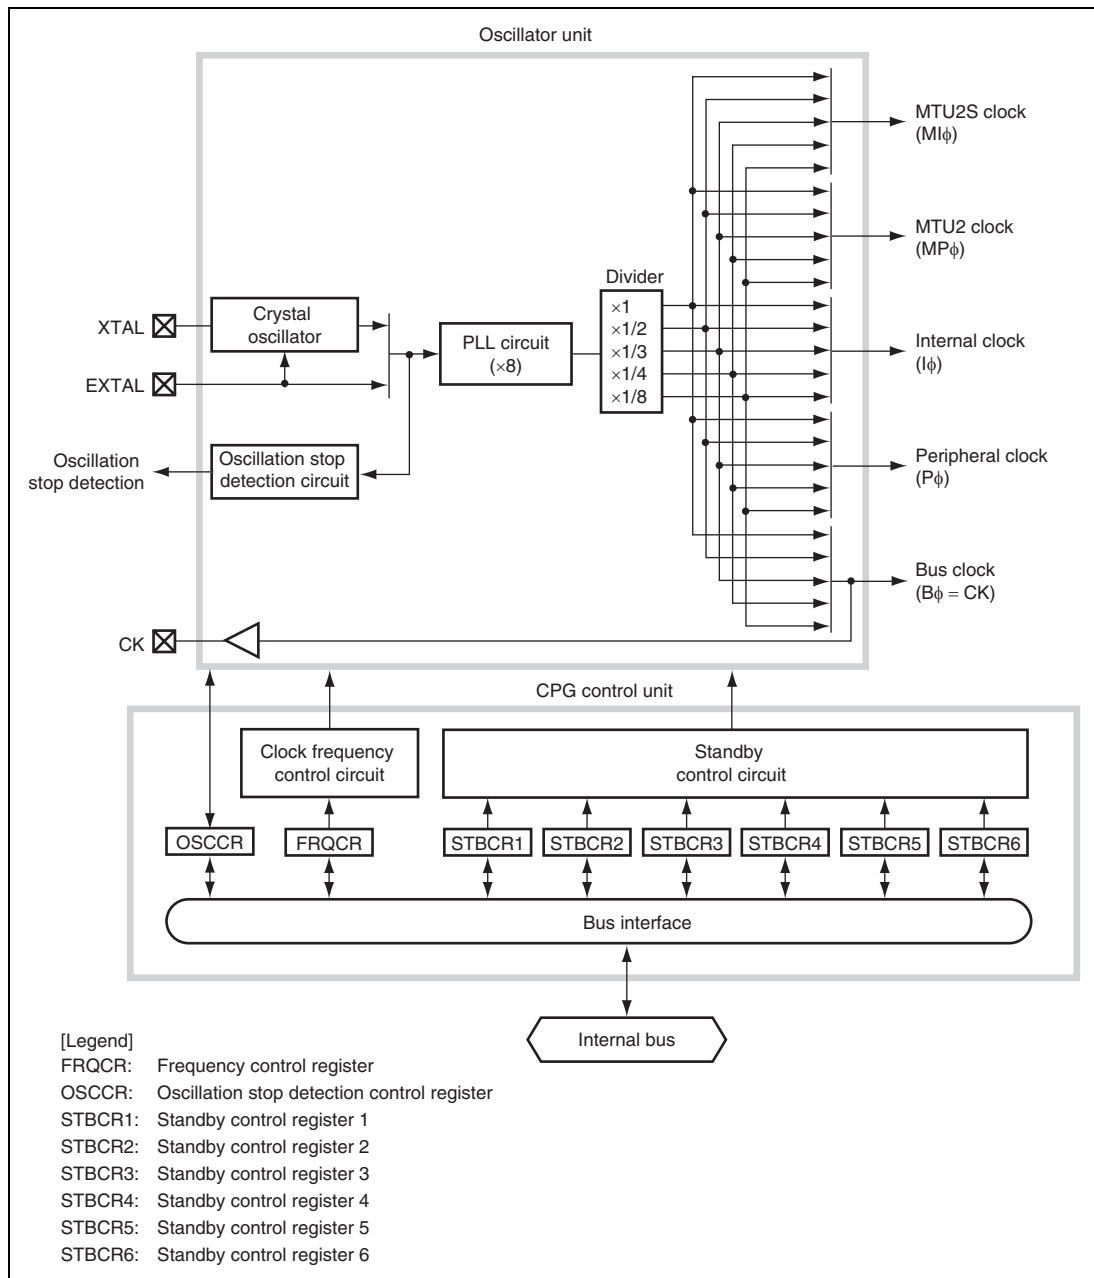 Oscillator unit
MTU2S clock
(MIϕ)
MTU2 clock
(MPϕ)
Divider
×1
×1/2
×1/3
×1/4
×1/8
XTAL
Crystal
oscillator
EXTAL
PLL circuit
(×8)
Internal clock
(Iϕ)
Oscillation
stop detection
Oscillation stop
detection circuit
Peripheral clock
(Pϕ)
Bus clock
(Bϕ = CK)
CK
CPG control unit
Clock frequency
control circuit
Standby
control circuit
OSCCR
FRQCR
STBCR1
STBCR2
STBCR3
STBCR4
STBCR5
STBCR6
Bus interface
Internal bus
[Legend]
FRQCR: Frequency control register
OSCCR: Oscillation stop detection control register
STBCR1: Standby control register 1
STBCR2: Standby control register 2
STBCR3: Standby control register 3
STBCR4: Standby control register 4
STBCR5: Standby control register 5
STBCR6: Standby control register 6